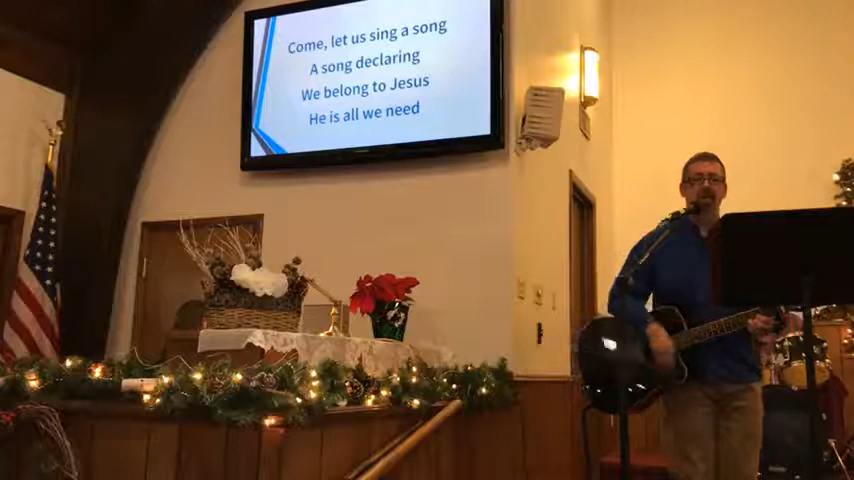 Come, let us sing a song
A song declaring
We belong to Jesus
He is all we need